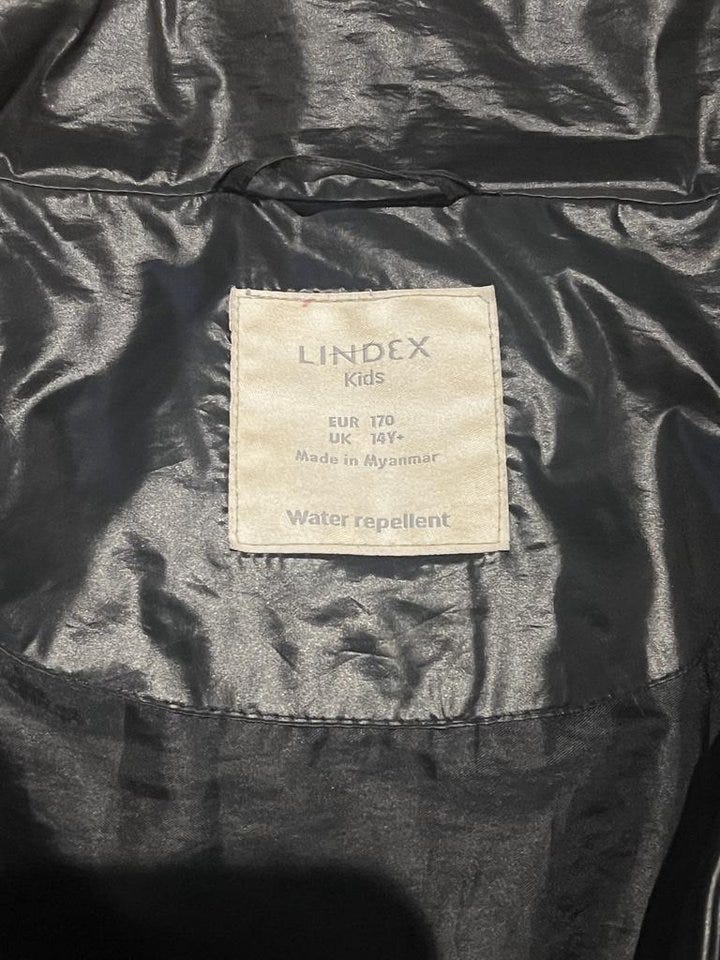 LINDEX
Kids
EUR 170
UK 14Y+
Made in Myanmar
Water repellent